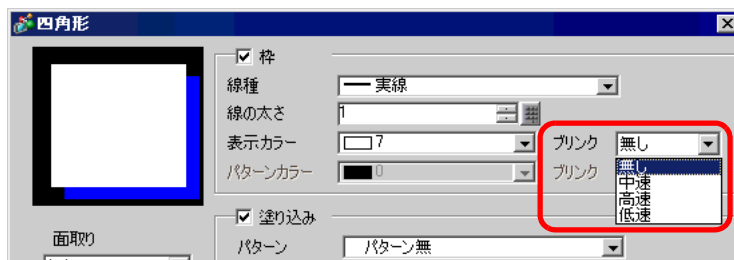 四角形
枠
線種 実線
線の太さ 1
表示カラー 7 ブリンク 無し
パターンカラー 0 ブリンク
無し
中速
高速
低速
塗り込み
面取り
パターン パターン無